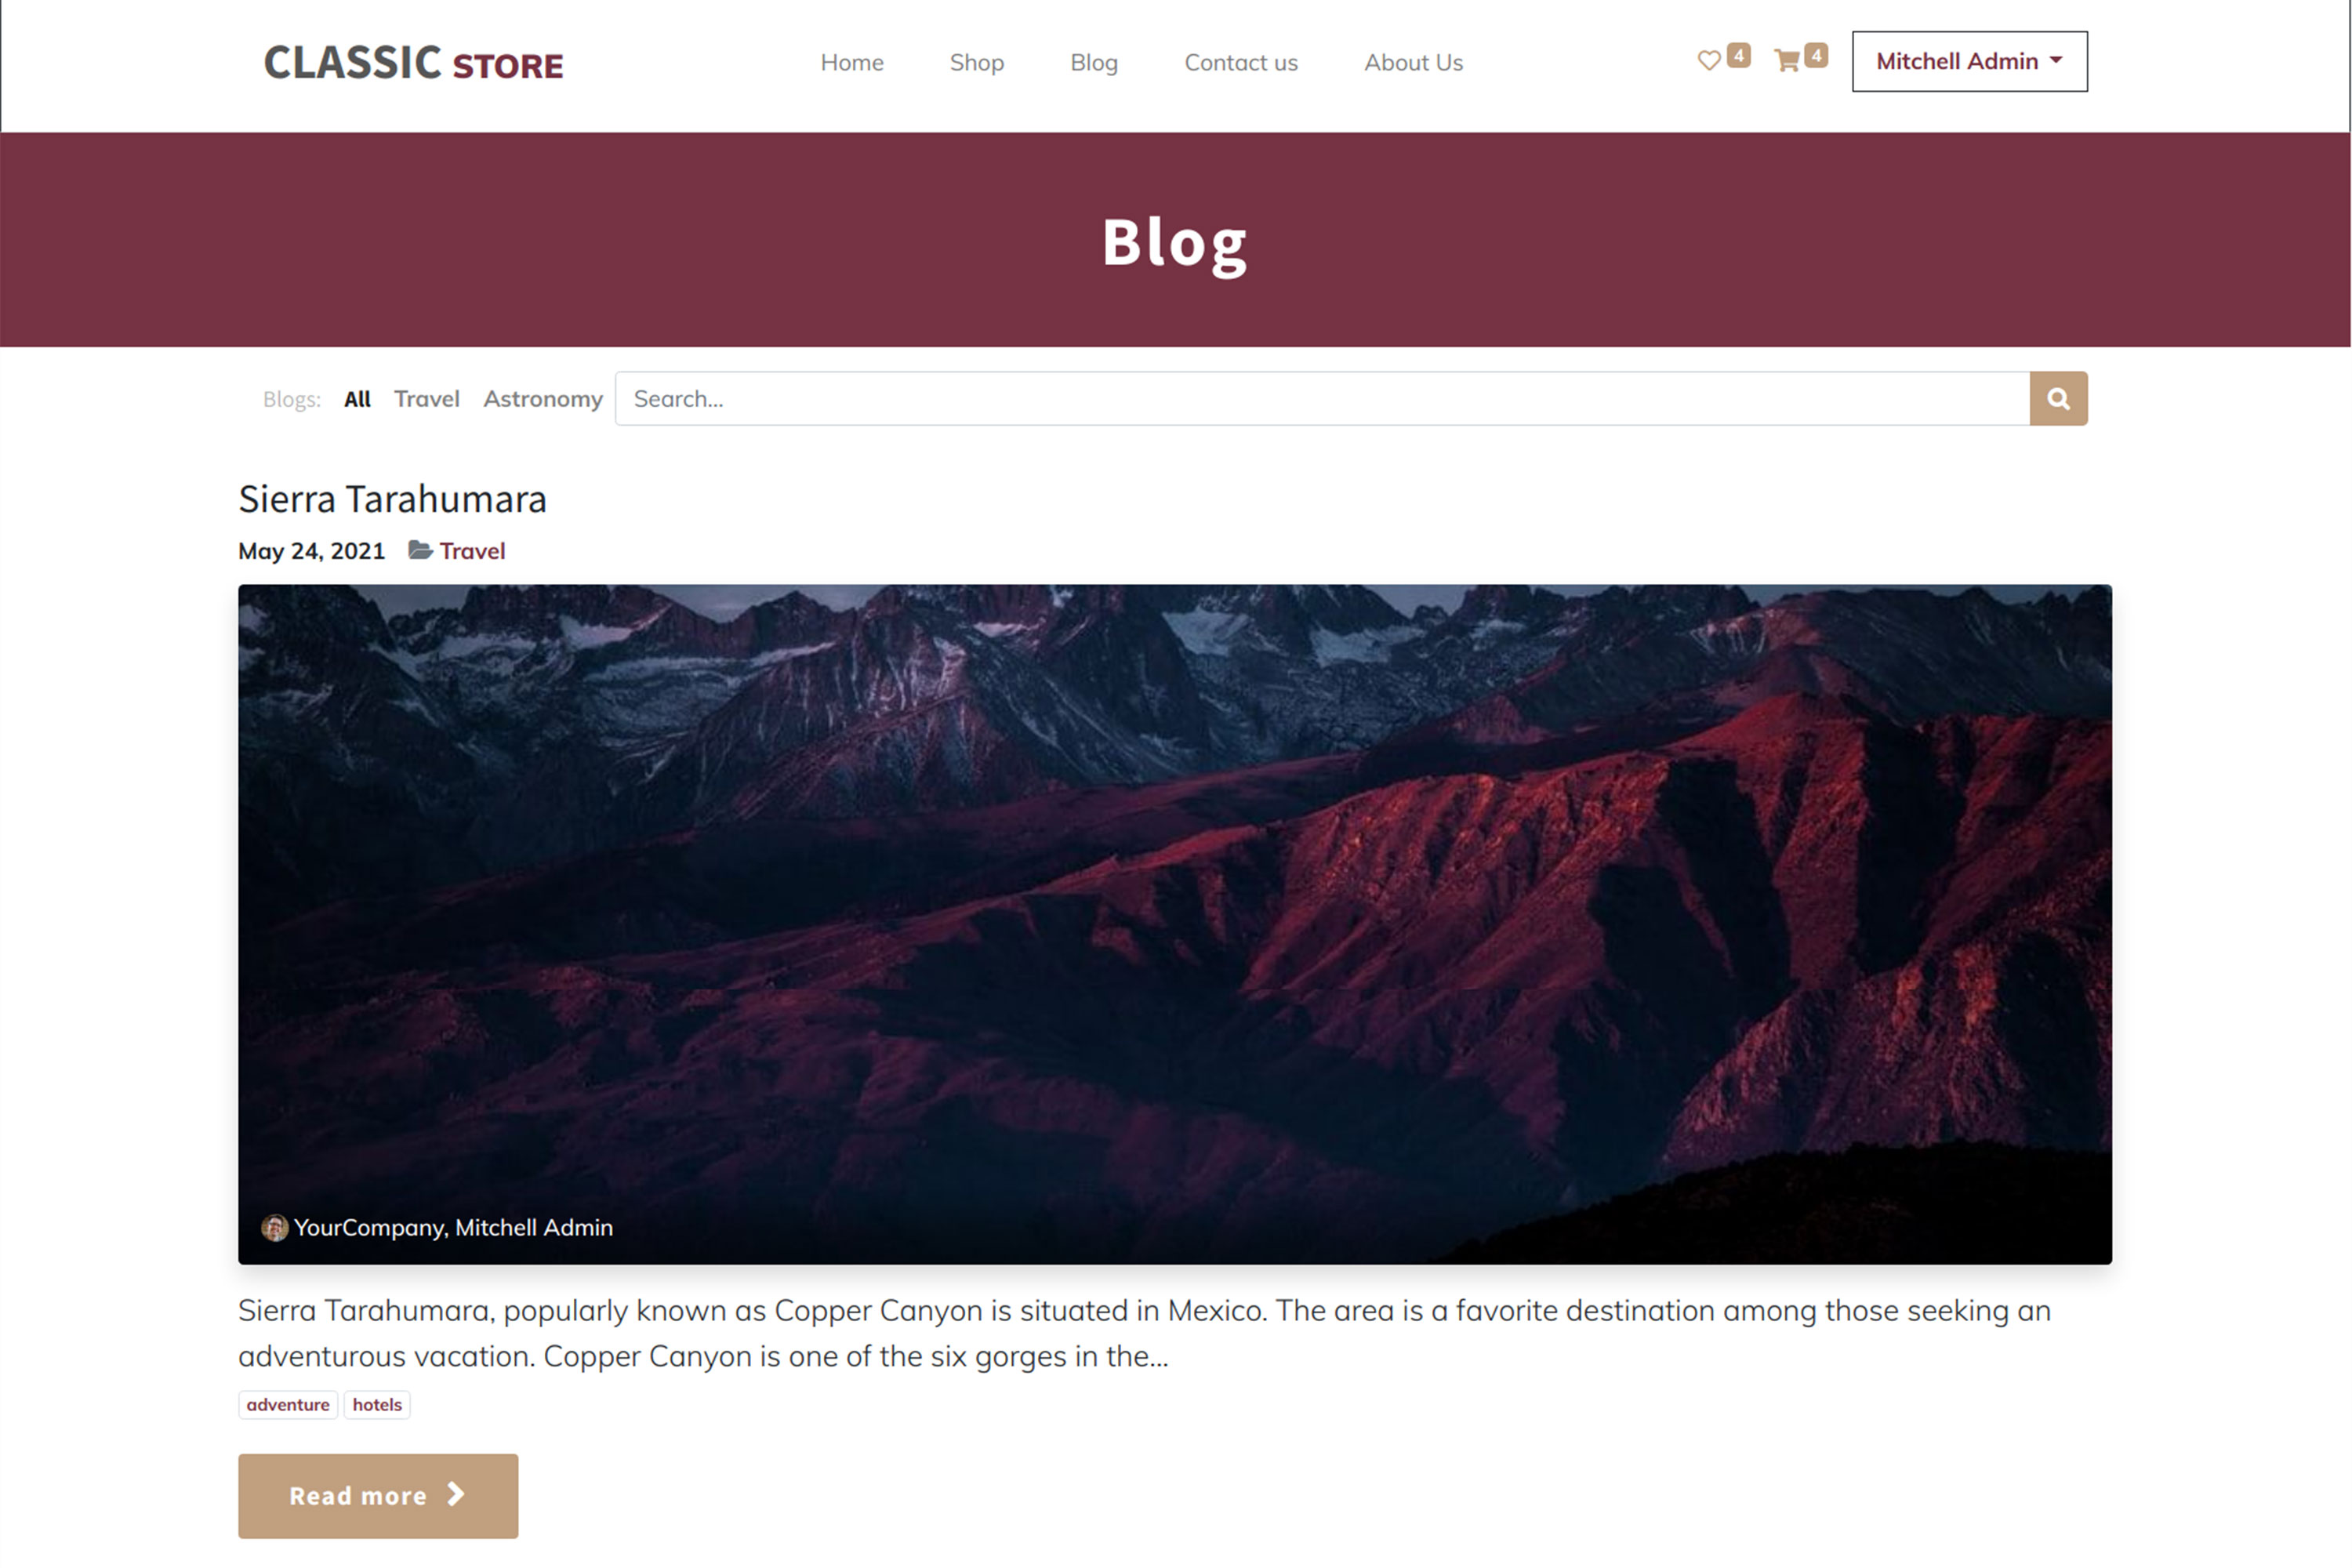 CLASSIC STORE
Home Shop Blog Contact us About Us
4 4 Mitchell Admin
Blog
Blogs: All Travel Astronomy Search...
Sierra Tarahumara
May 24, 2021 Travel
YourCompany, Mitchell Admin
Sierra Tarahumara, popularly known as Copper Canyon is situated in Mexico. The area is a favorite destination among those seeking an
adventurous vacation. Copper Canyon is one of the six gorges in the...
adventure hotels
Read more